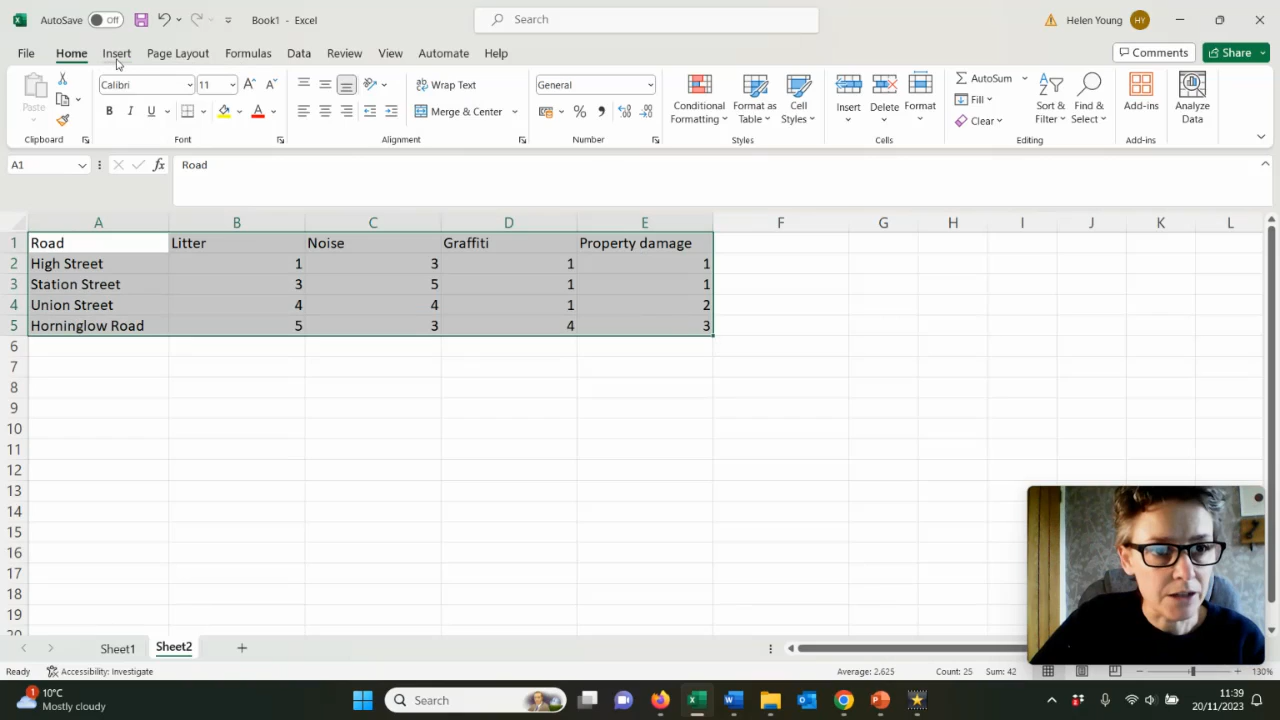 AutoSave Off Book1 - Excel Search Helen Young HY
File Home Insert Page Layout Formulas Data Review View Automate Help Comments Share
Paste Calibri 11 Wrap Text General Conditional Formatting Format as Table Cell Styles Insert Delete Format AutoSum Sort & Filter Find & Select Add-ins Analyze Data
B I U A Merge & Center % , Fill
Clear
Clipboard Font Alignment Number Styles Cells Editing Add-ins
A1 fx Road
A B C D E F G H I J K L
1 Road Litter Noise Graffiti Property damage
2 High Street 1 3 1 1
3 Station Street 3 5 1 1
4 Union Street 4 4 1 2
5 Horninglow Road 5 3 4 3
6
7
8
9
10
11
12
13
14
15
16
17
18
19
20
Sheet1 Sheet2
Ready Accessibility: Investigate Average: 2.625 Count: 25 Sum: 42 130%
10°C
Mostly cloudy
Search
11:39
20/11/2023